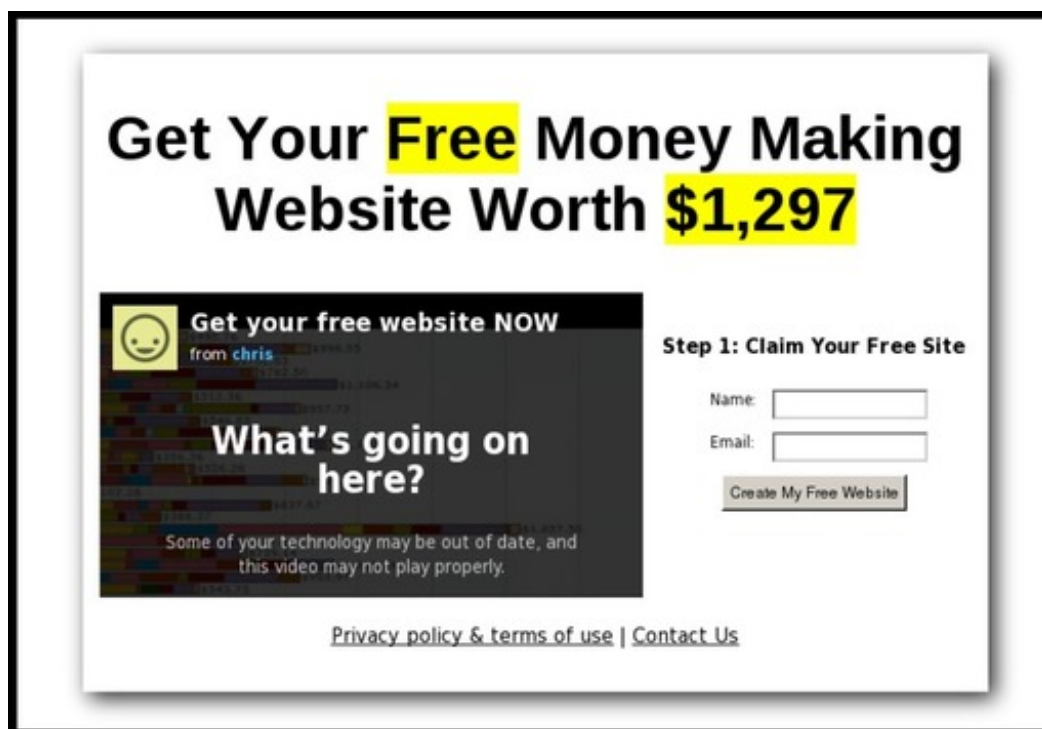 Get Your Free Money Making
Website Worth $1,297
Get your free website NOW
from chris
What's going on
here?
Some of your technology may be out of date, and
this video may not play properly.
Step 1: Claim Your Free Site
Name:
Email:
Create My Free Website
Privacy policy & terms of use | Contact Us